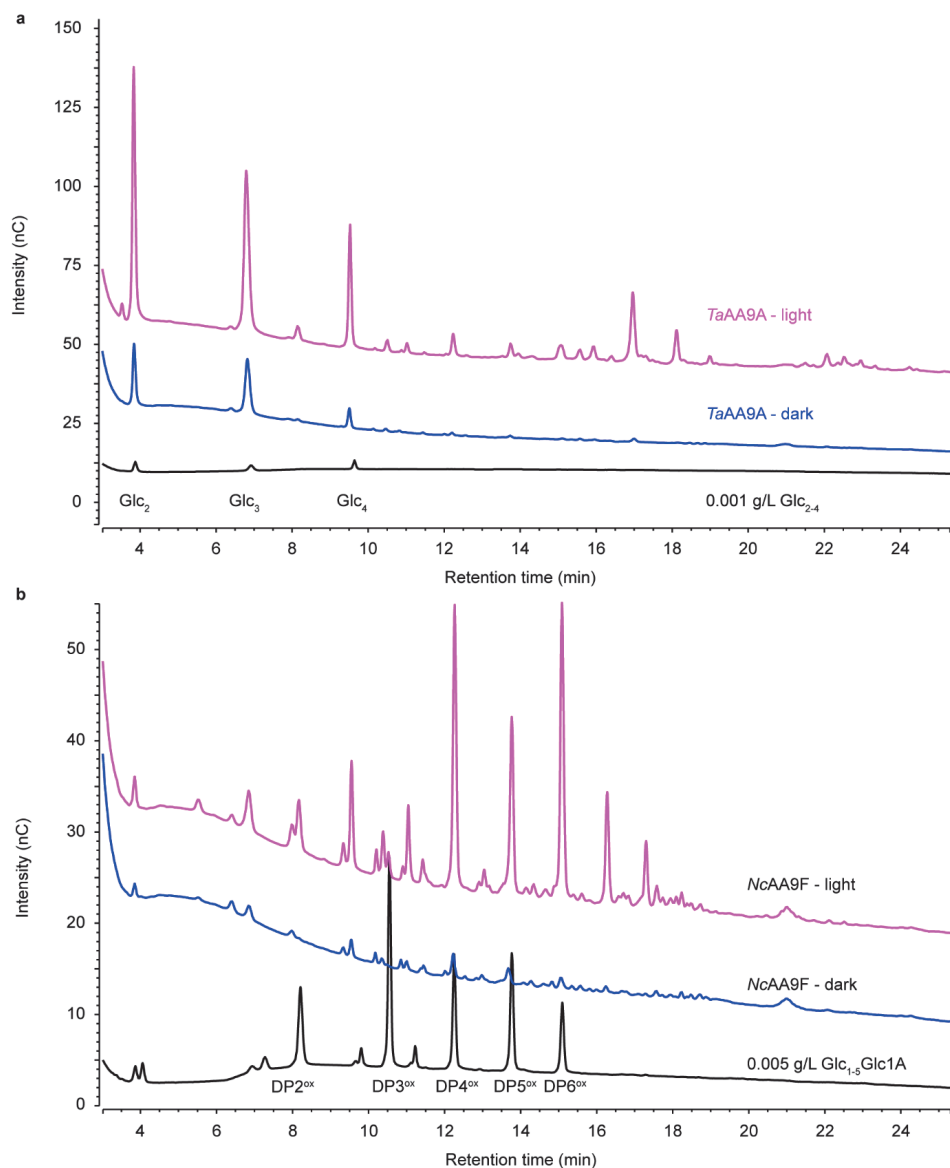 a
150
125
100
75
50
25
0
Intensity (nC)
TaAA9A - light
TaAA9A - dark
Glc₂ Glc₃ Glc₄ 0.001 g/L Glc₂₋₄
4 6 8 10 12 14 16 18 20 22 24
Retention time (min)
b
50
40
30
20
10
0
Intensity (nC)
NcAA9F - light
NcAA9F - dark
0.005 g/L Glc₁₋₅Glc1A
DP2ᵒˣ DP3ᵒˣ DP4ᵒˣ DP5ᵒˣ DP6ᵒˣ
4 6 8 10 12 14 16 18 20 22 24
Retention time (min)